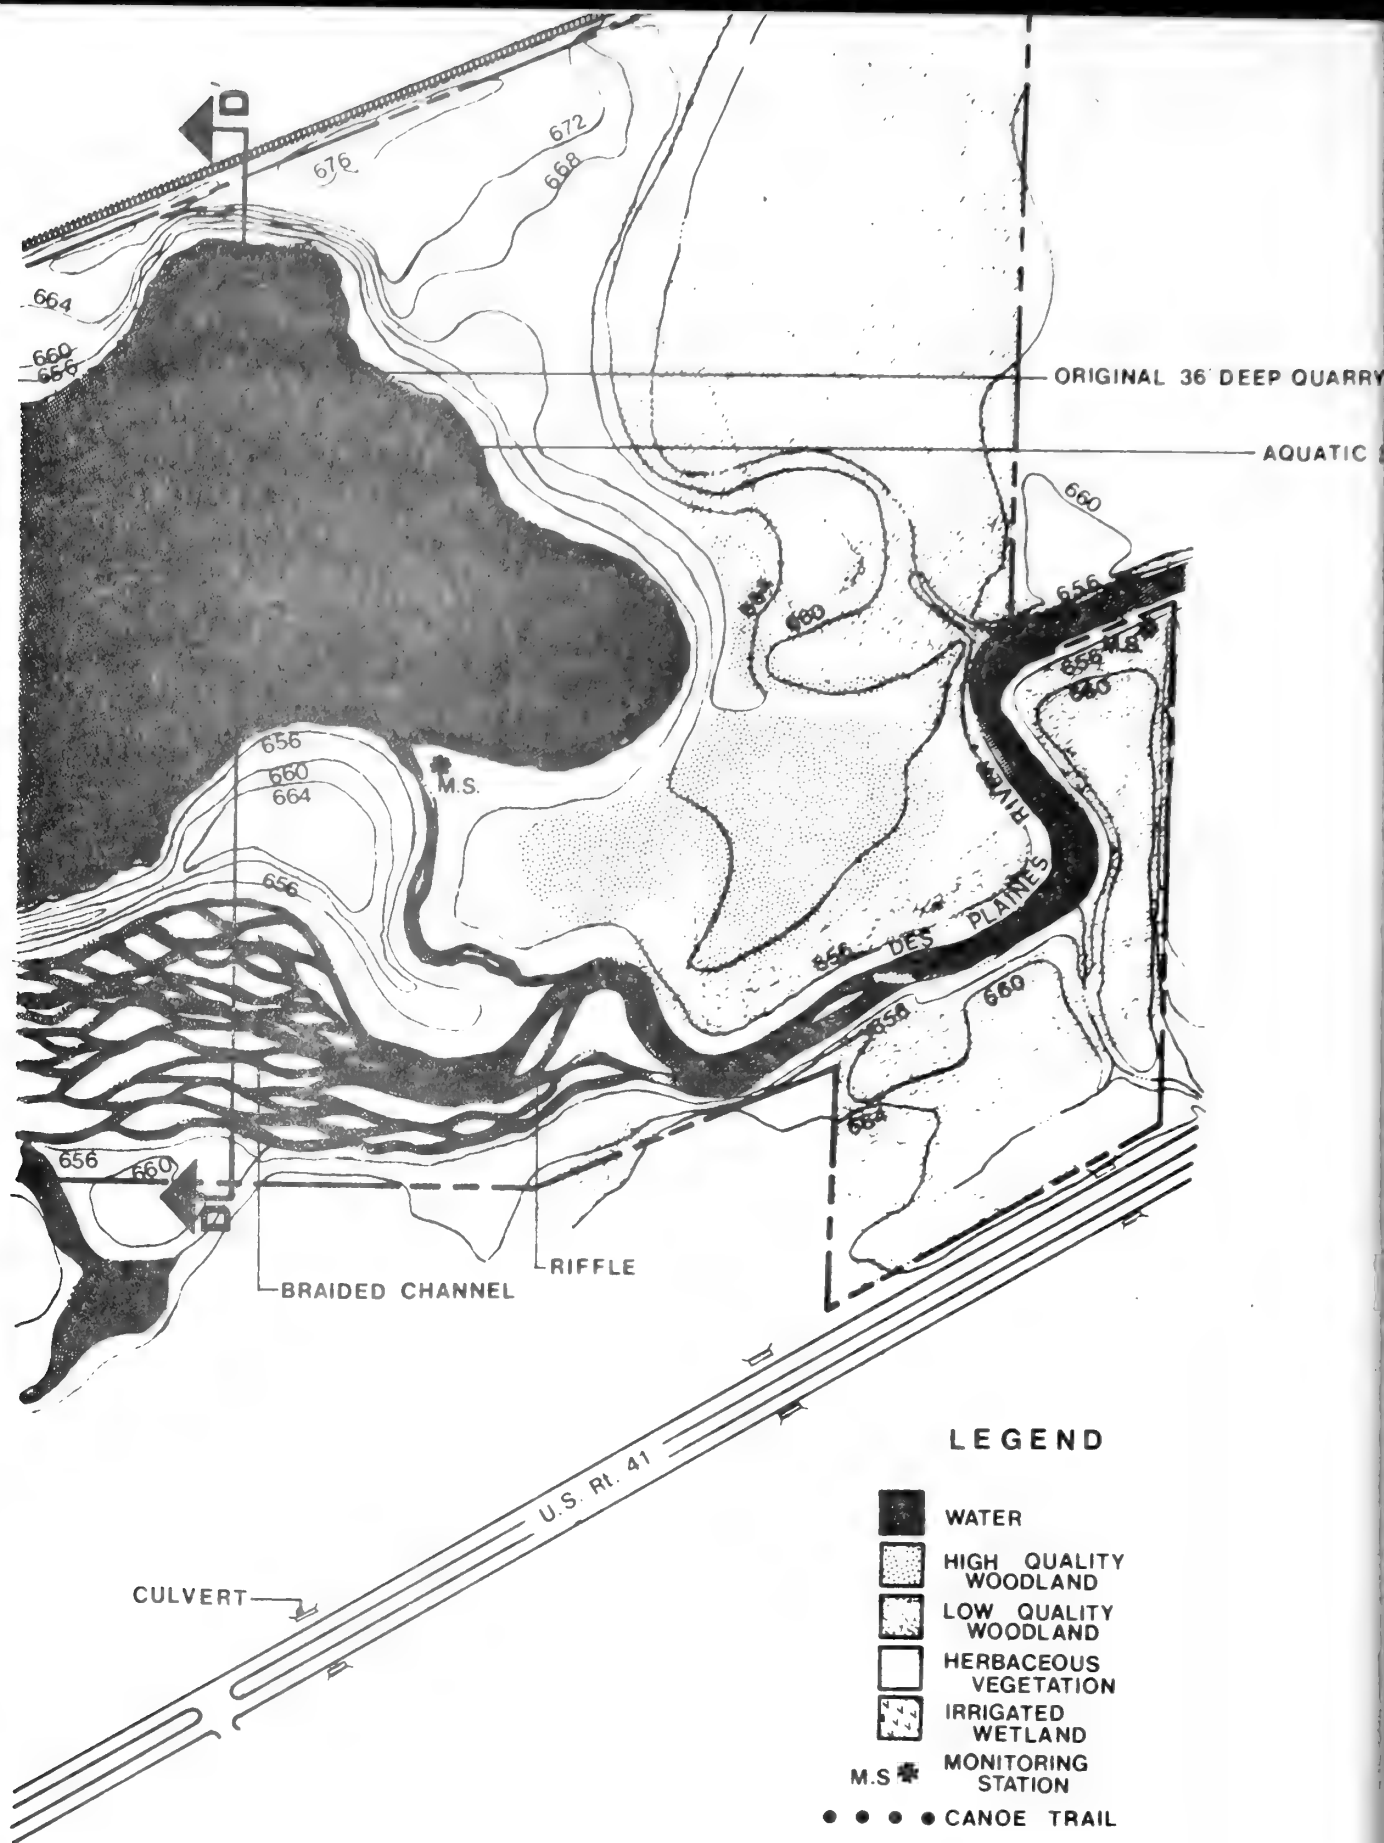 D
676
672
668
664
660
656
ORIGINAL 36' DEEP QUARRY
AQUATIC
660
656
M.S.
656
660
660
656
660
664
M.S.
656
RIVER
PLAINES
DES
656
660
656
664
656
660
D
RIFFLE
BRAIDED CHANNEL
U.S. Rt. 41
CULVERT
LEGEND
WATER
HIGH QUALITY
WOODLAND
LOW QUALITY
WOODLAND
HERBACEOUS
VEGETATION
IRRIGATED
WETLAND
M.S
MONITORING
STATION
CANOE TRAIL